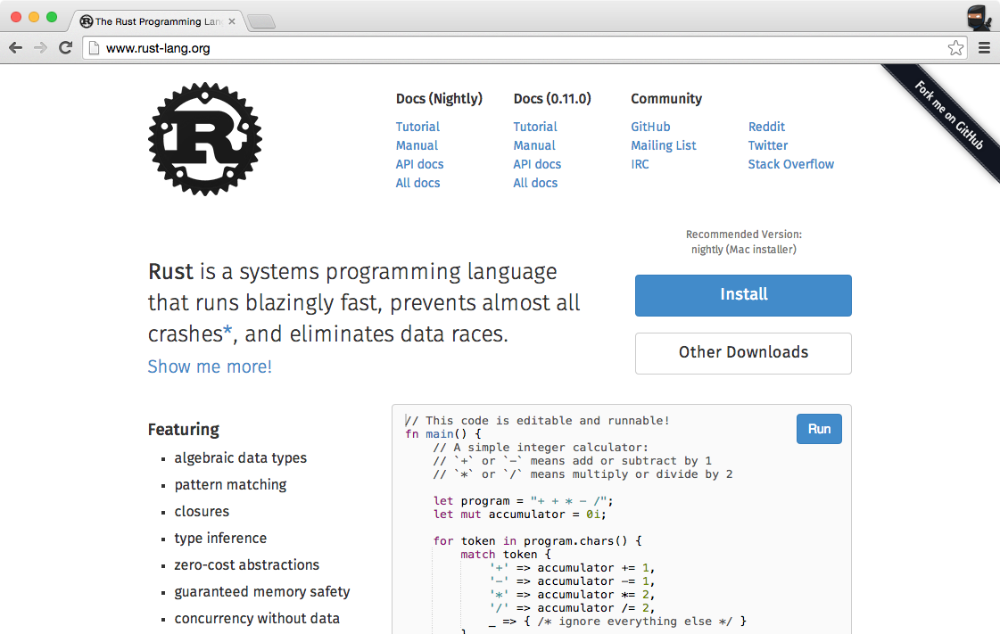 The Rust Programming Lan
www.rust-lang.org
Fork me on GitHub
R
Docs (Nightly)
Tutorial
Manual
API docs
All docs
Docs (0.11.0)
Tutorial
Manual
API docs
All docs
Community
GitHub
Mailing List
IRC
Reddit
Twitter
Stack Overflow
Rust is a systems programming language
that runs blazingly fast, prevents almost all
crashes*, and eliminates data races.
Show me more!
Recommended Version:
nightly (Mac installer)
Install
Other Downloads
Featuring
algebraic data types
pattern matching
closures
type inference
zero-cost abstractions
guaranteed memory safety
concurrency without data
Run
// This code is editable and runnable!
fn main() {
    // A simple integer calculator:
    // `+` or `-` means add or subtract by 1
    // `*` or `/` means multiply or divide by 2
    let program = "+ + * - /";
    let mut accumulator = 0i;
    for token in program.chars() {
        match token {
            '+' => accumulator += 1,
            '-' => accumulator -= 1,
            '*' => accumulator *= 2,
            '/' => accumulator /= 2,
            _ => { /* ignore everything else */ }
        }